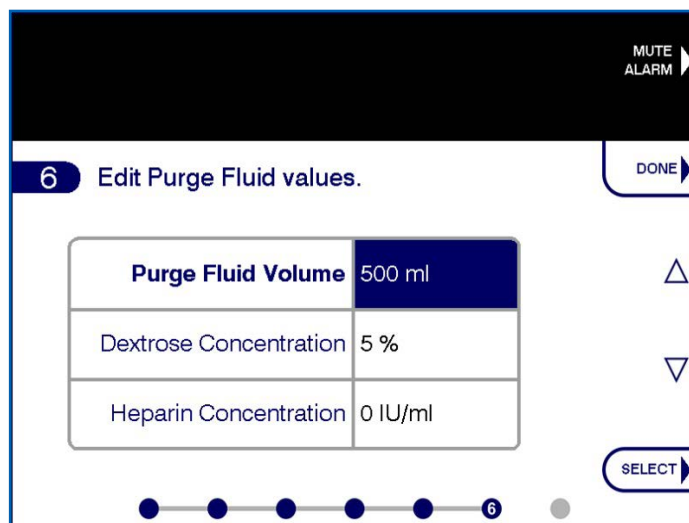 MUTE
ALARM
6 Edit Purge Fluid values.
DONE
Purge Fluid Volume 500 ml
Dextrose Concentration 5 %
Heparin Concentration 0 IU/ml
SELECT
6